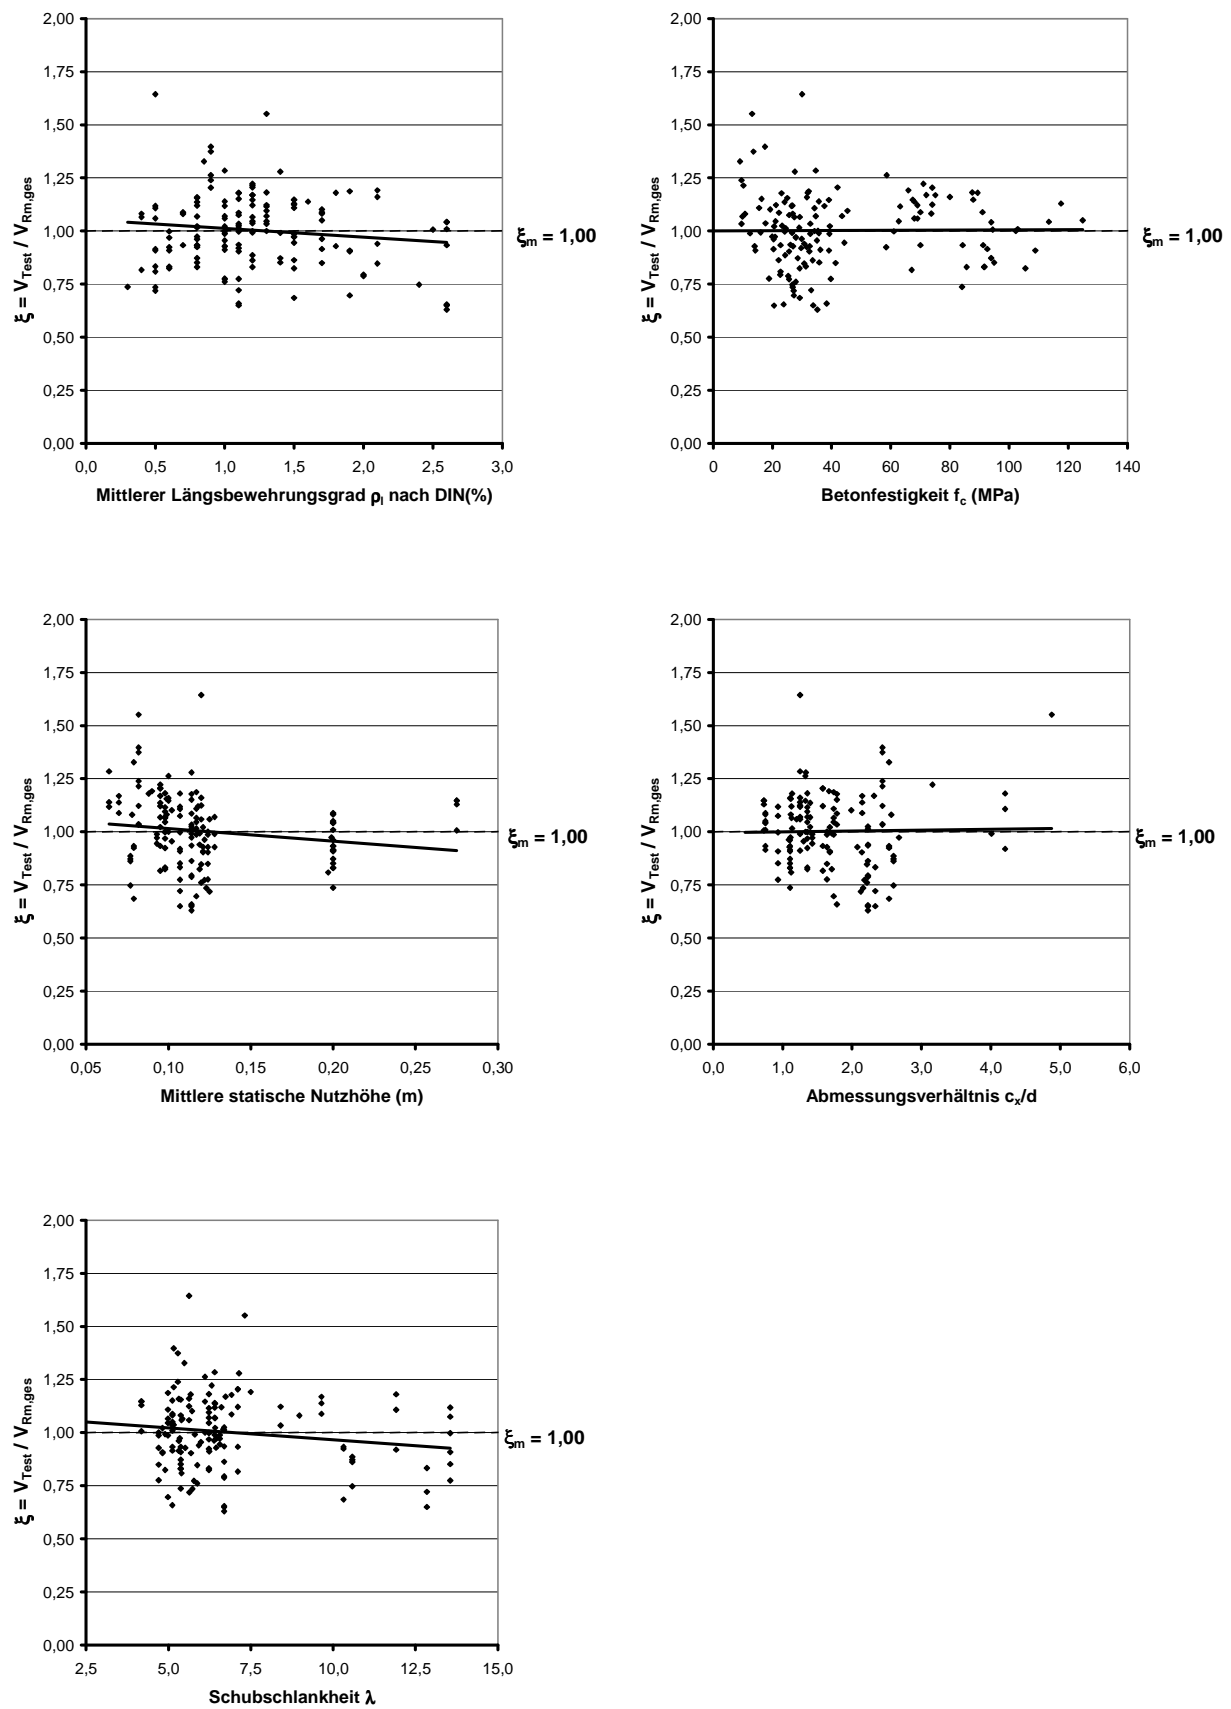 2,00
1,75
1,50
1,25
1,00
0,75
0,50
0,25
0,00
ξ = V_Test / V_Rm,ges
0,0 0,5 1,0 1,5 2,0 2,5 3,0
Mittlerer Längsbewehrungsgrad ρ_l nach DIN(%)
ξ_m = 1,00
2,00
1,75
1,50
1,25
1,00
0,75
0,50
0,25
0,00
ξ = V_Test / V_Rm,ges
0 20 40 60 80 100 120 140
Betonfestigkeit f_c (MPa)
ξ_m = 1,00
2,00
1,75
1,50
1,25
1,00
0,75
0,50
0,25
0,00
ξ = V_Test / V_Rm,ges
0,05 0,10 0,15 0,20 0,25 0,30
Mittlere statische Nutzhöhe (m)
ξ_m = 1,00
2,00
1,75
1,50
1,25
1,00
0,75
0,50
0,25
0,00
ξ = V_Test / V_Rm,ges
0,0 1,0 2,0 3,0 4,0 5,0 6,0
Abmessungsverhältnis c_x/d
ξ_m = 1,00
2,00
1,75
1,50
1,25
1,00
0,75
0,50
0,25
0,00
ξ = V_Test / V_Rm,ges
2,5 5,0 7,5 10,0 12,5 15,0
Schubschlankheit λ
ξ_m = 1,00